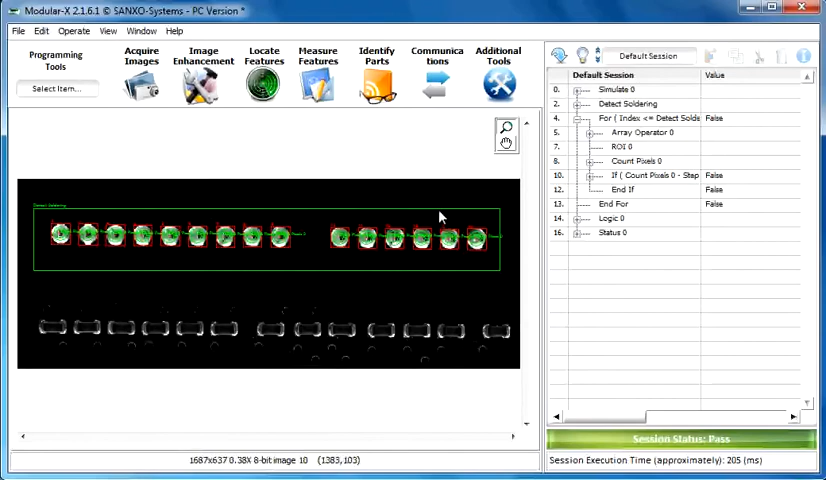 Modular-X 2.1.6.1 © SANXO-Systems - PC Version *
File Edit Operate View Window Help
Programming Tools
Select Item...
Acquire Images
Image Enhancement
Locate Features
Measure Features
Identify Parts
Communica tions
Additional Tools
Default Session
Default Session Value
0. Simulate 0
2. Detect Soldering
4. For ( Index <= Detect Solde False
5. Array Operator 0
7. ROI 0
8. Count Pixels 0
10. If ( Count Pixels 0 - Step False
12. End If False
13. End For False
14. Logic 0
16. Status 0
Detect Soldering
1687x637 0.38X 8-bit image 10 (1383,103)
Session Status: Pass
Session Execution Time (approximately): 205 (ms)